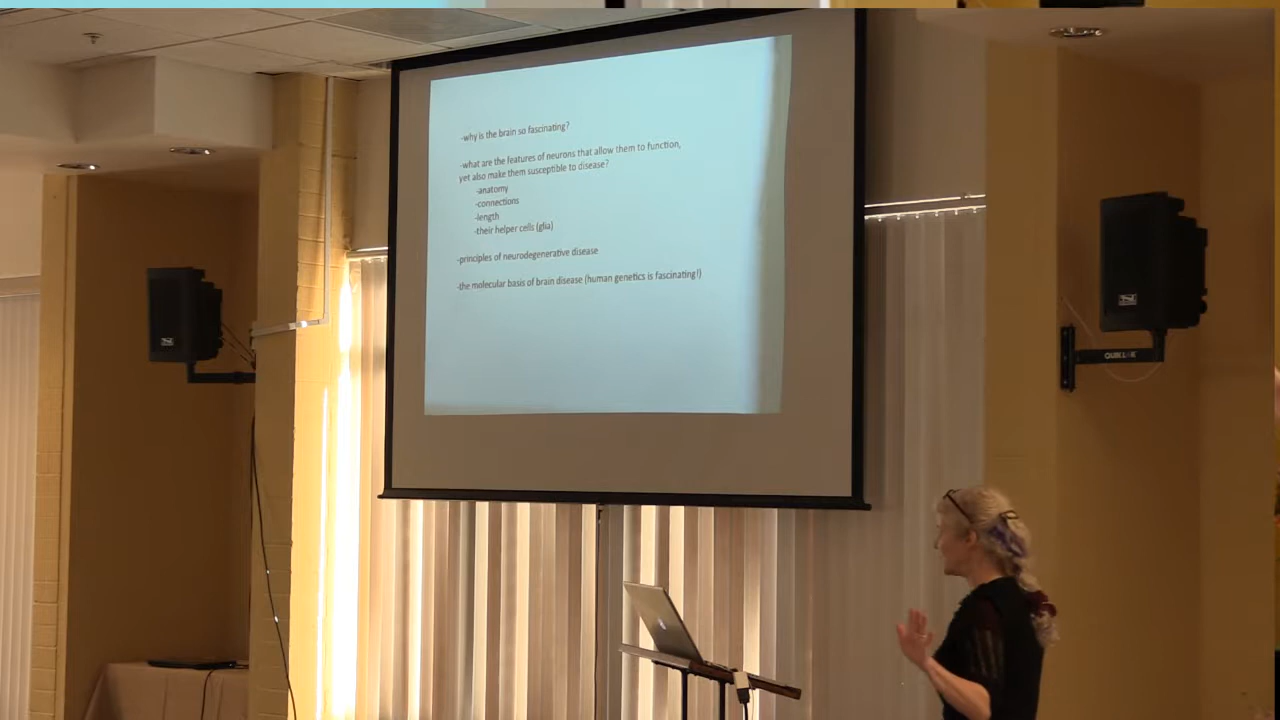 -why is the brain so fascinating?
-what are the features of neurons that allow them to function,
yet also make them susceptible to disease?
-anatomy
-connections
-length
-their helper cells (glia)
-principles of neurodegenerative disease
-the molecular basis of brain disease (human genetics is fascinating!)
QUIK LOK